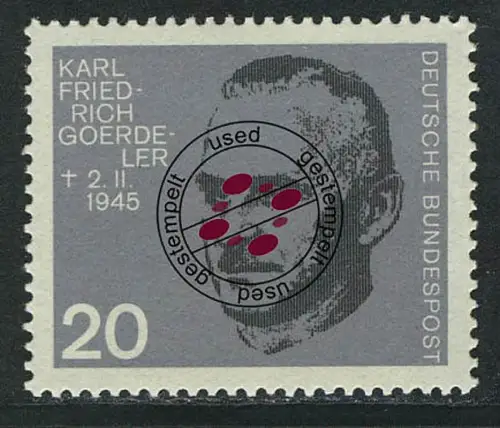 KARL
FRIED-
RICH
GOERDE-
LER
† 2. II.
1945
DEUTSCHE BUNDESPOST
used
gestempelt
used
gestempelt
20